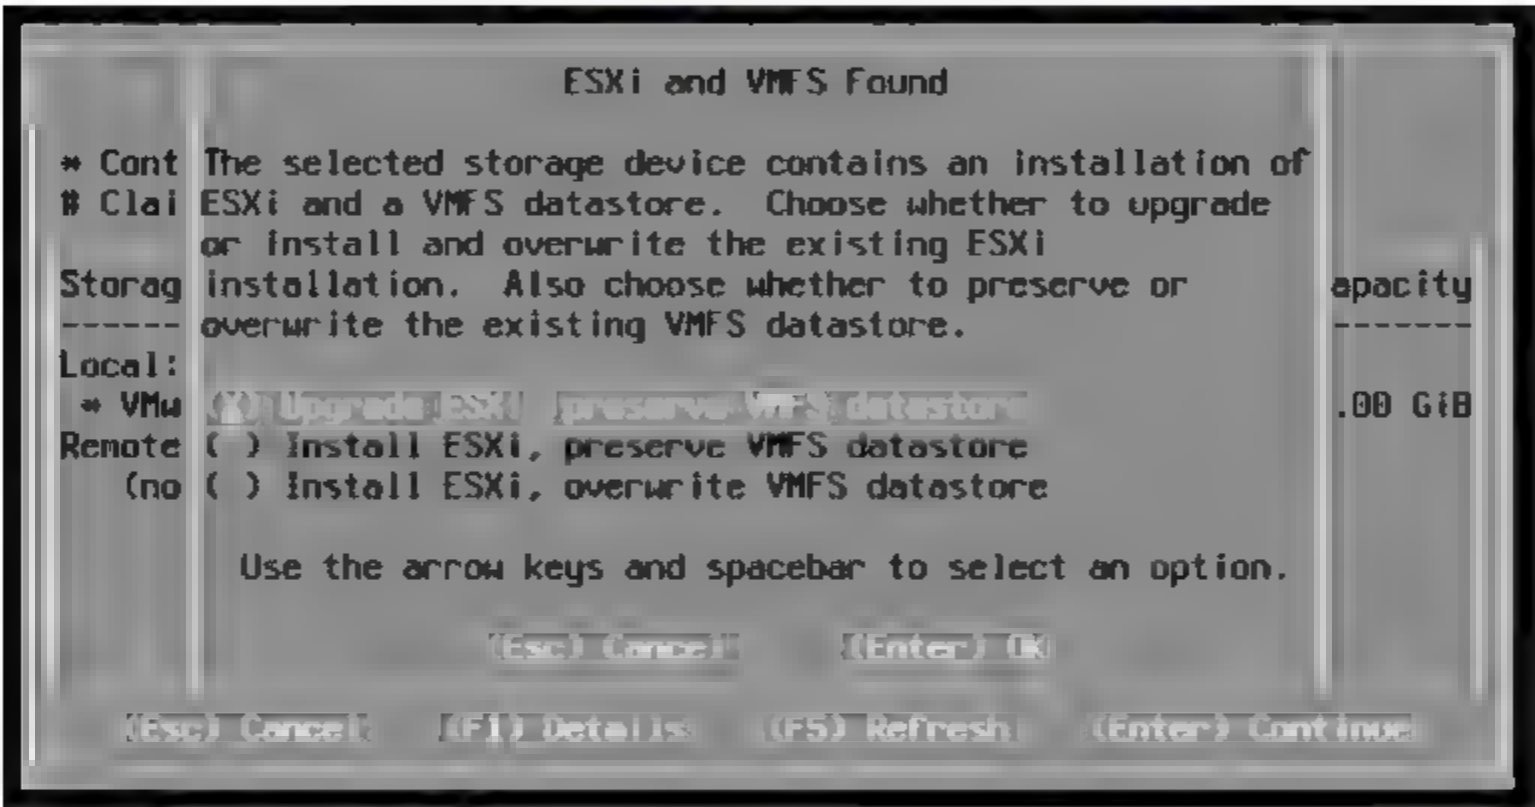 ESXi and VMFS Found
* Cont
# Clai
Storag
------
Local:
* VMw
Remote
(no
The selected storage device contains an installation of
ESXi and a VMFS datastore.  Choose whether to upgrade
or install and overwrite the existing ESXi
installation.  Also choose whether to preserve or
overwrite the existing VMFS datastore.
(X) Upgrade ESXi, preserve VMFS datastore
( ) Install ESXi, preserve VMFS datastore
( ) Install ESXi, overwrite VMFS datastore
Use the arrow keys and spacebar to select an option.
(Esc) Cancel    (Enter) OK
apacity
-------
.00 GiB
(Esc) Cancel    (F1) Details    (F5) Refresh    (Enter) Continue